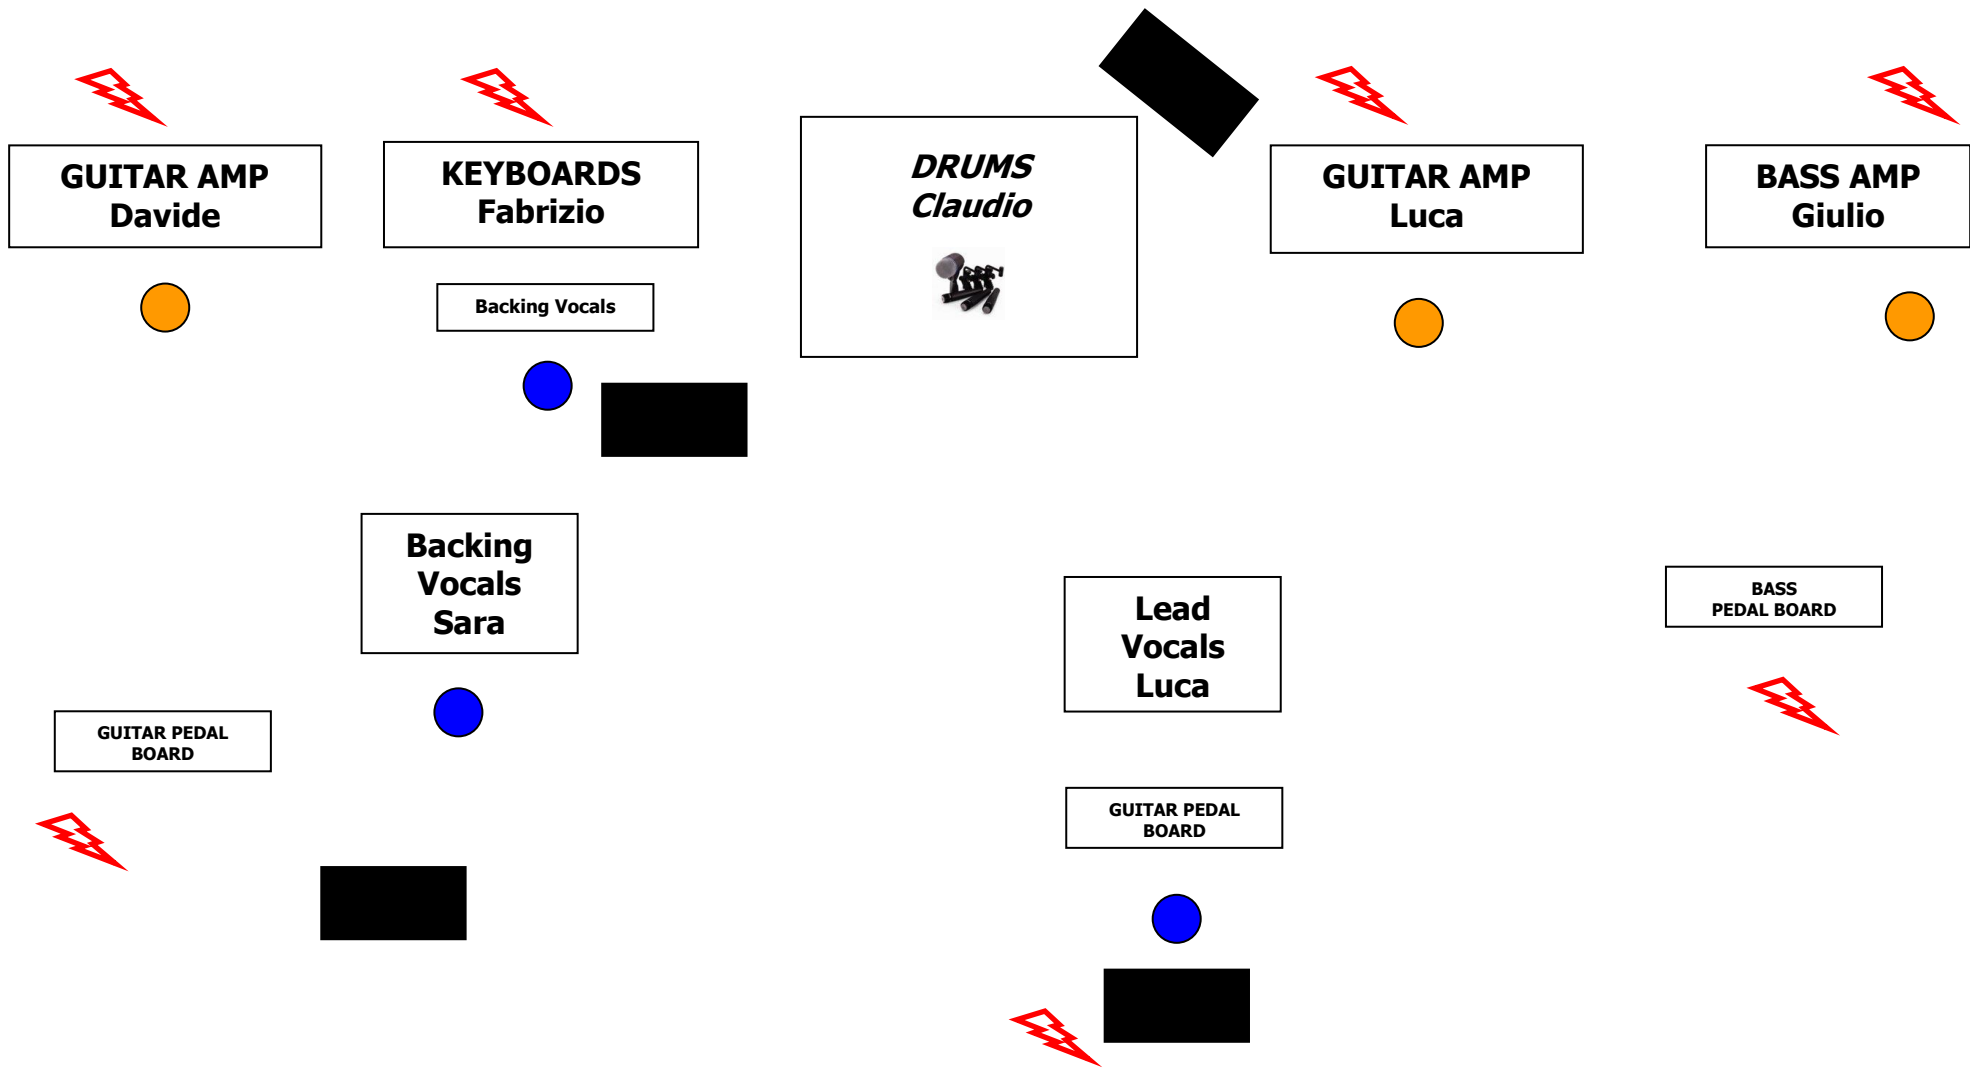 GUITAR AMP
Davide
KEYBOARDS
Fabrizio
DRUMS
Claudio
GUITAR AMP
Luca
BASS AMP
Giulio
Backing Vocals
Backing
Vocals
Sara
Lead
Vocals
Luca
BASS
PEDAL BOARD
GUITAR PEDAL
BOARD
GUITAR PEDAL
BOARD